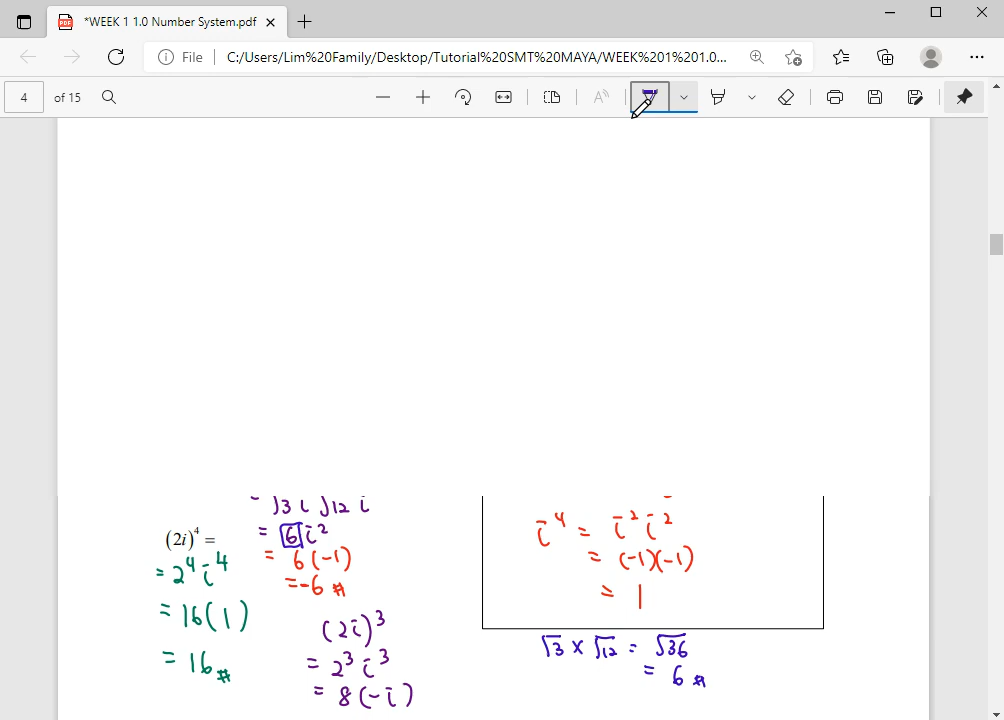 *WEEK 1 1.0 Number System.pdf
File C:/Users/Lim%20Family/Desktop/Tutorial%20SMT%20MAYA/WEEK%201%201.0...
4 of 15
= √3 i √12 i
= 6 i²
= 6(-1)
= -6 #
(2i)⁴ =
= 2⁴ i⁴
= 16(1)
= 16 #
(2i)³
= 2³ i³
= 8(-i)
i⁴ = i² i²
= (-1)(-1)
= 1
√3 × √12 = √36
= 6 #